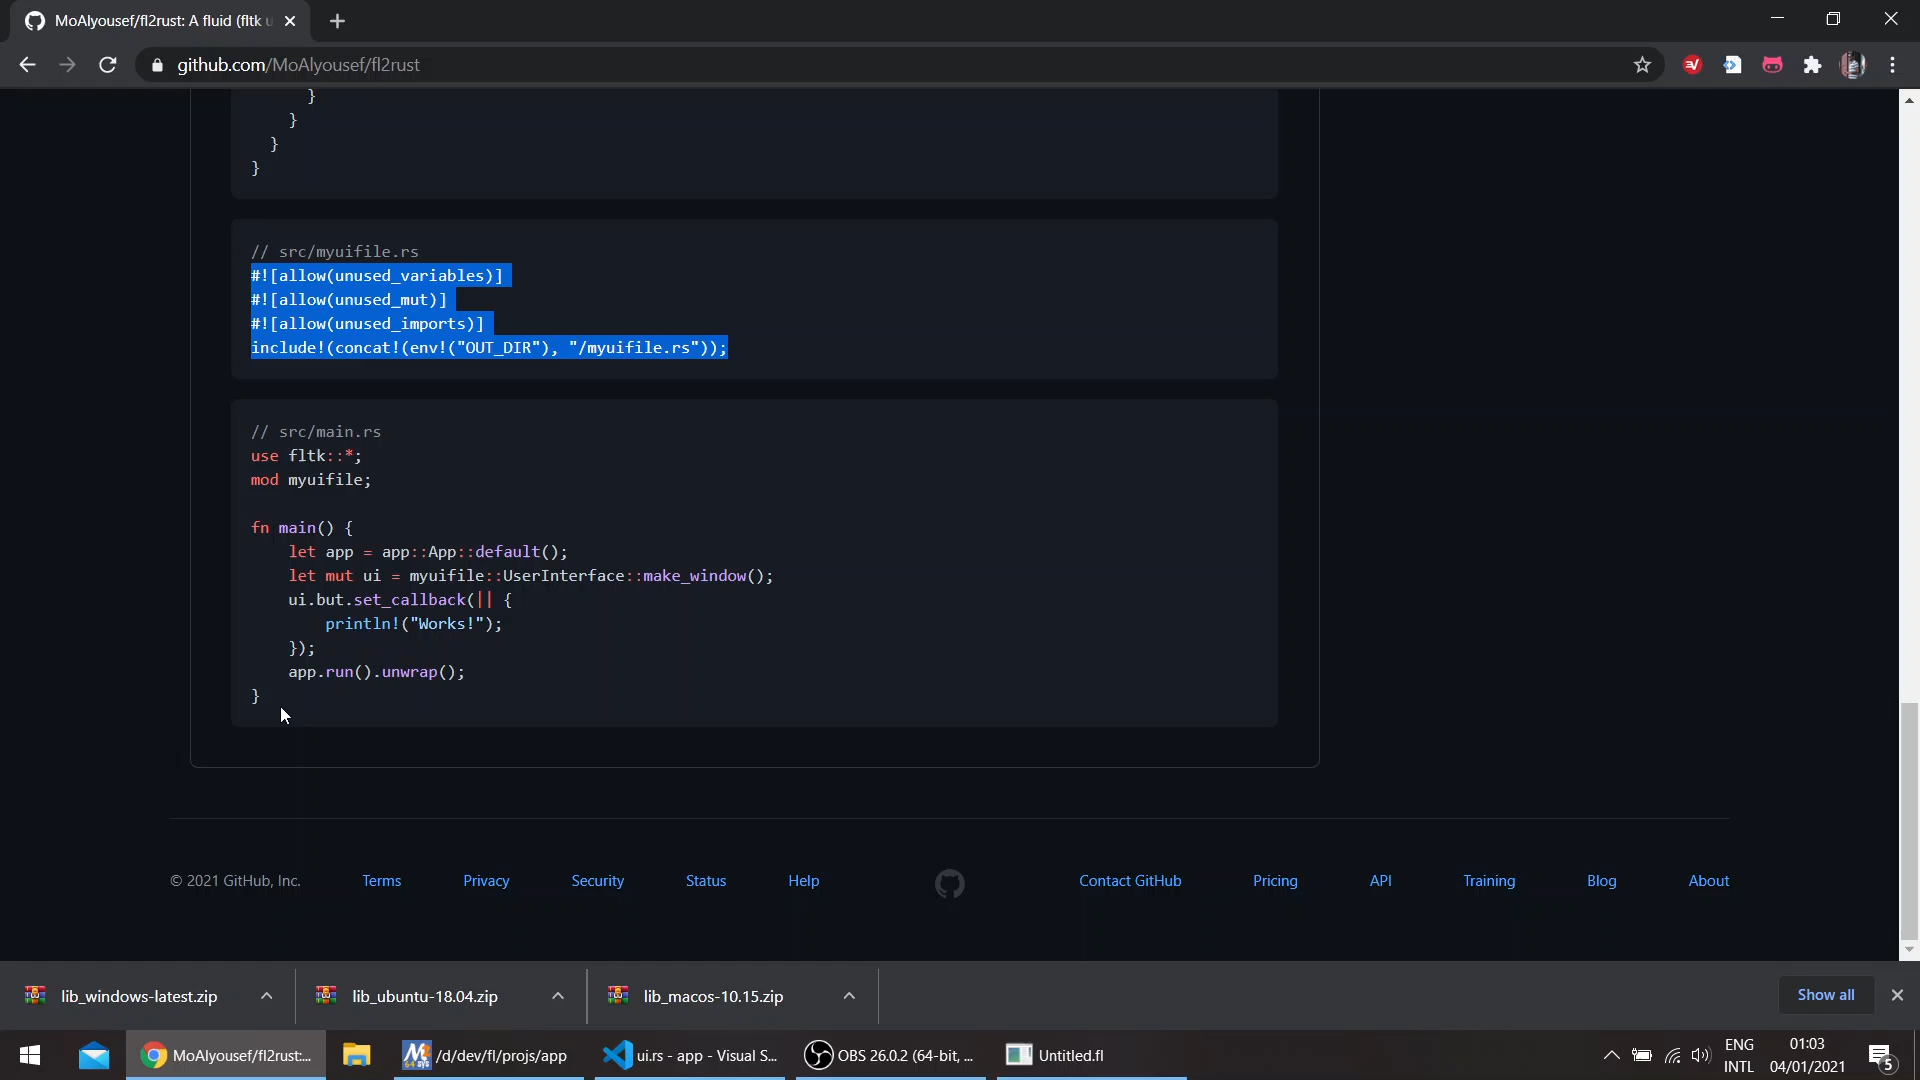 MoAlyousef/fl2rust: A fluid (fltk u
github.com/MoAlyousef/fl2rust
}
}
}
}
// src/myuifile.rs
#![allow(unused_variables)]
#![allow(unused_mut)]
#![allow(unused_imports)]
include!(concat!(env!("OUT_DIR"), "/myuifile.rs"));
// src/main.rs
use fltk::*;
mod myuifile;
fn main() {
let app = app::App::default();
let mut ui = myuifile::UserInterface::make_window();
ui.but.set_callback(|| {
println!("Works!");
});
app.run().unwrap();
}
© 2021 GitHub, Inc. Terms Privacy Security Status Help Contact GitHub Pricing API Training Blog About
lib_windows-latest.zip lib_ubuntu-18.04.zip lib_macos-10.15.zip Show all
MoAlyousef/fl2rust:... /d/dev/fl/projs/app ui.rs - app - Visual S... OBS 26.0.2 (64-bit, ... Untitled.fl ENG 01:03
INTL 04/01/2021 5